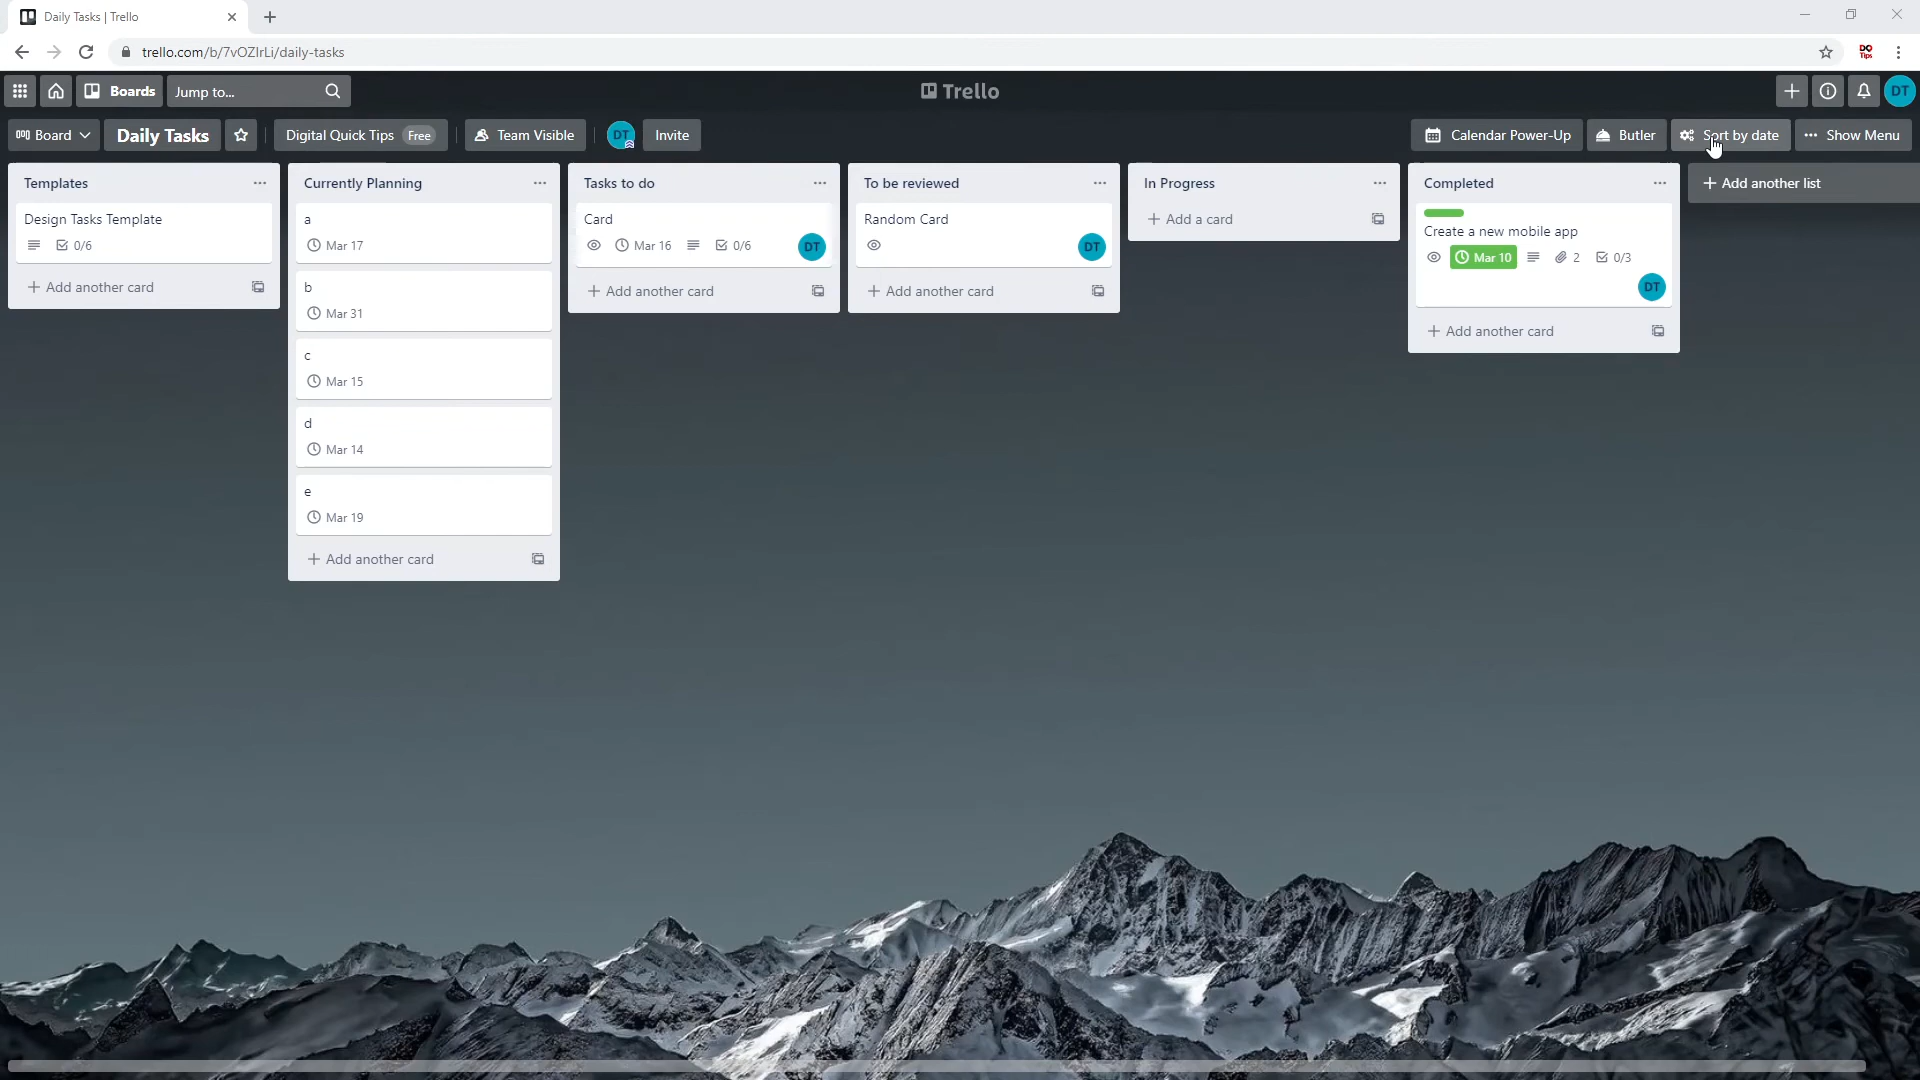 Daily Tasks | Trello
trello.com/b/7vOZIrLi/daily-tasks
Boards
Jump to...
Trello
DT
Board
Daily Tasks
Digital Quick Tips Free
Team Visible
DT
Invite
Calendar Power-Up
Butler
Sort by date
Show Menu
Templates
Design Tasks Template
0/6
Add another card
Currently Planning
a
Mar 17
b
Mar 31
c
Mar 15
d
Mar 14
e
Mar 19
Add another card
Tasks to do
Card
Mar 16
0/6
DT
Add another card
To be reviewed
Random Card
DT
Add another card
In Progress
Add a card
Completed
Create a new mobile app
Mar 10
2
0/3
DT
Add another card
Add another list